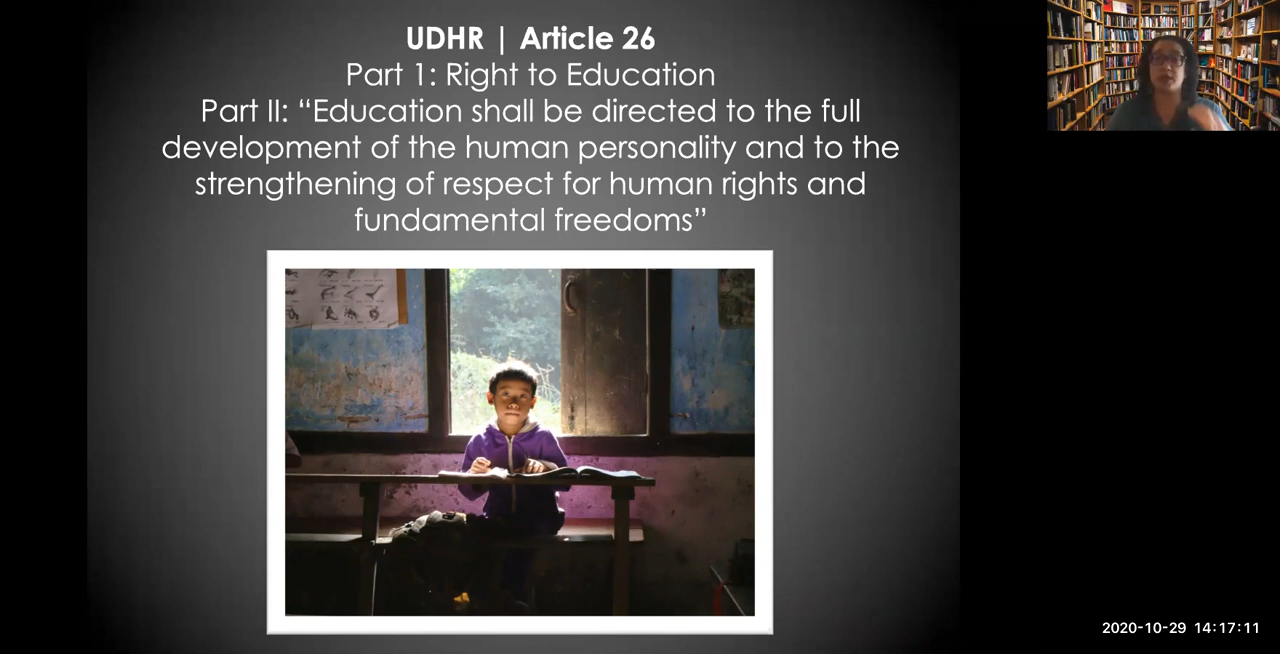 UDHR | Article 26
Part 1: Right to Education
Part II: “Education shall be directed to the full
development of the human personality and to the
strengthening of respect for human rights and
fundamental freedoms”
2020-10-29 14:17:11